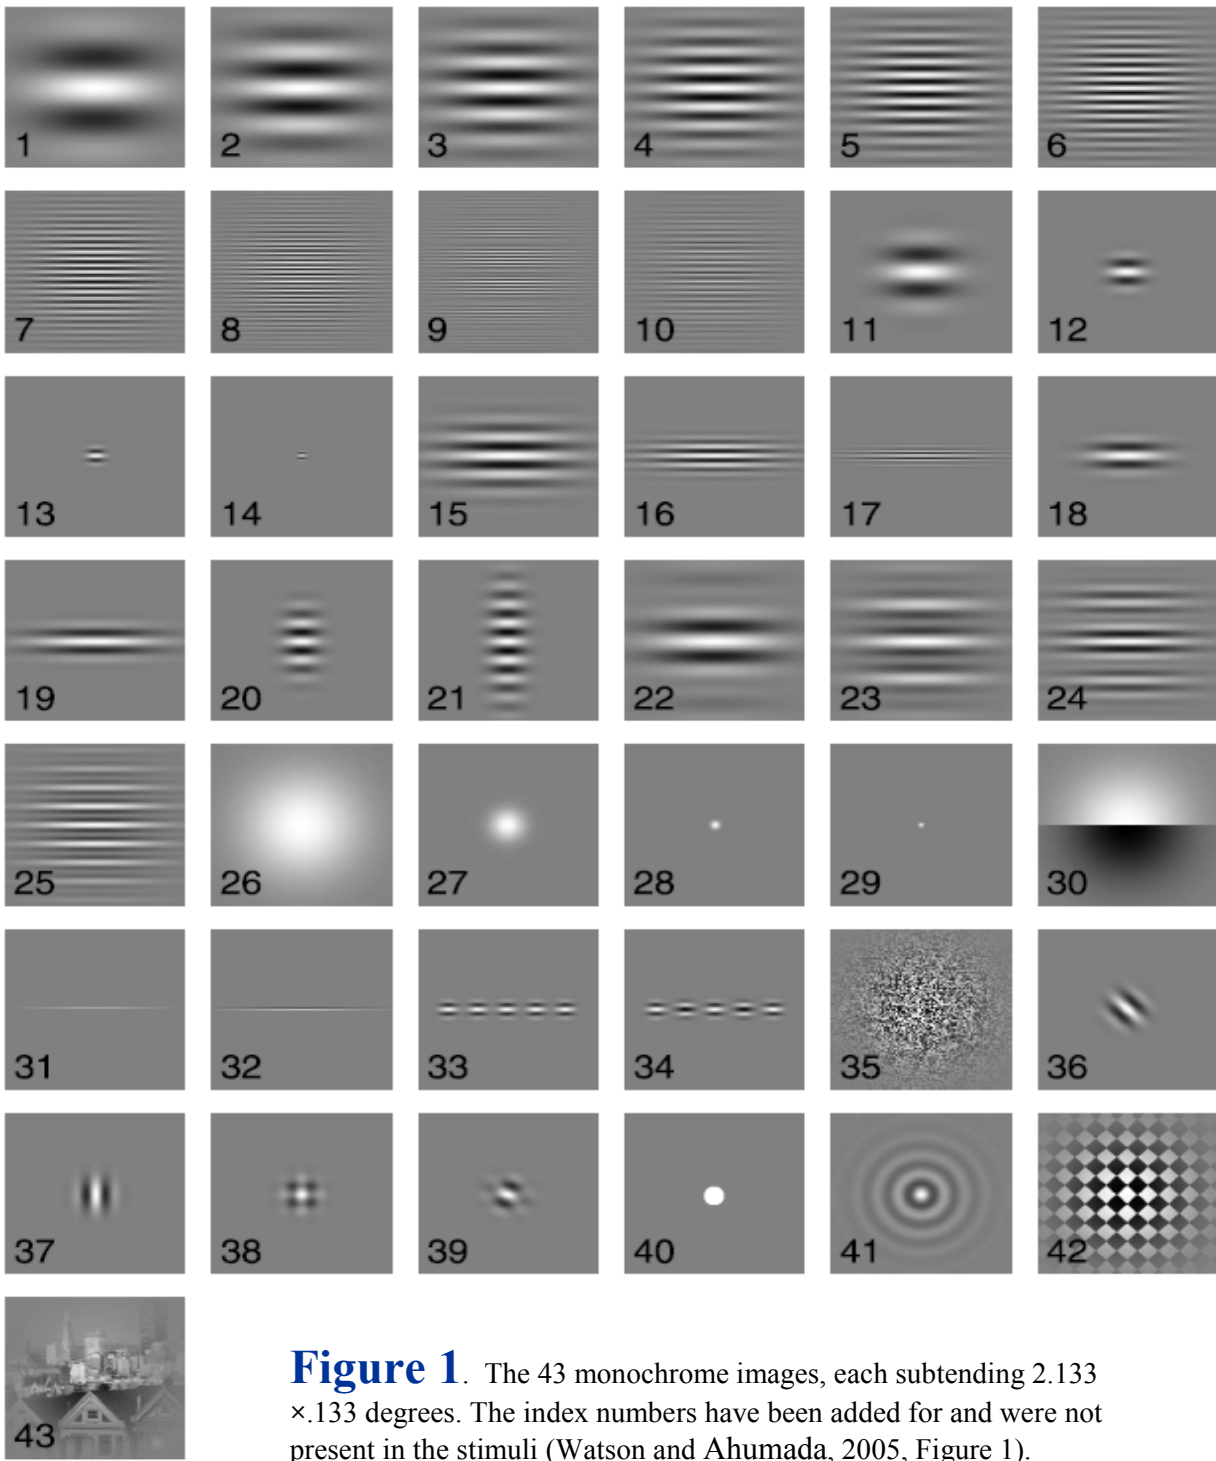 1 2 3 4 5 6
7 8 9 10 11 12
13 14 15 16 17 18
19 20 21 22 23 24
25 26 27 28 29 30
31 32 33 34 35 36
37 38 39 40 41 42
43
Figure 1. The 43 monochrome images, each subtending 2.133
×.133 degrees. The index numbers have been added for and were not
present in the stimuli (Watson and Ahumada, 2005, Figure 1).